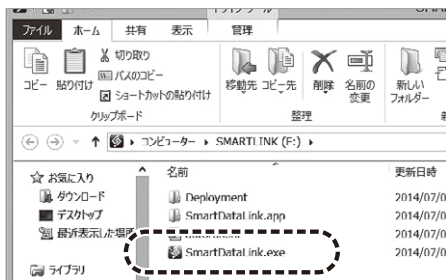 ファイル ホーム 共有 表示 管理
コピー 貼り付け
切り取り
パスのコピー
ショートカットの貼り付け
クリップボード
移動先 コピー先 削除 名前の変更
整理
新しい
フォルダー
コンピューター ▸ SMARTLINK (E:) ▸
お気に入り
ダウンロード
デスクトップ
最近表示した場所
ライブラリ
名前 更新日時
Deployment 2014/07/0
SmartDataLink.app 2014/07/0
2014/07/0
SmartDataLink.exe 2014/07/0